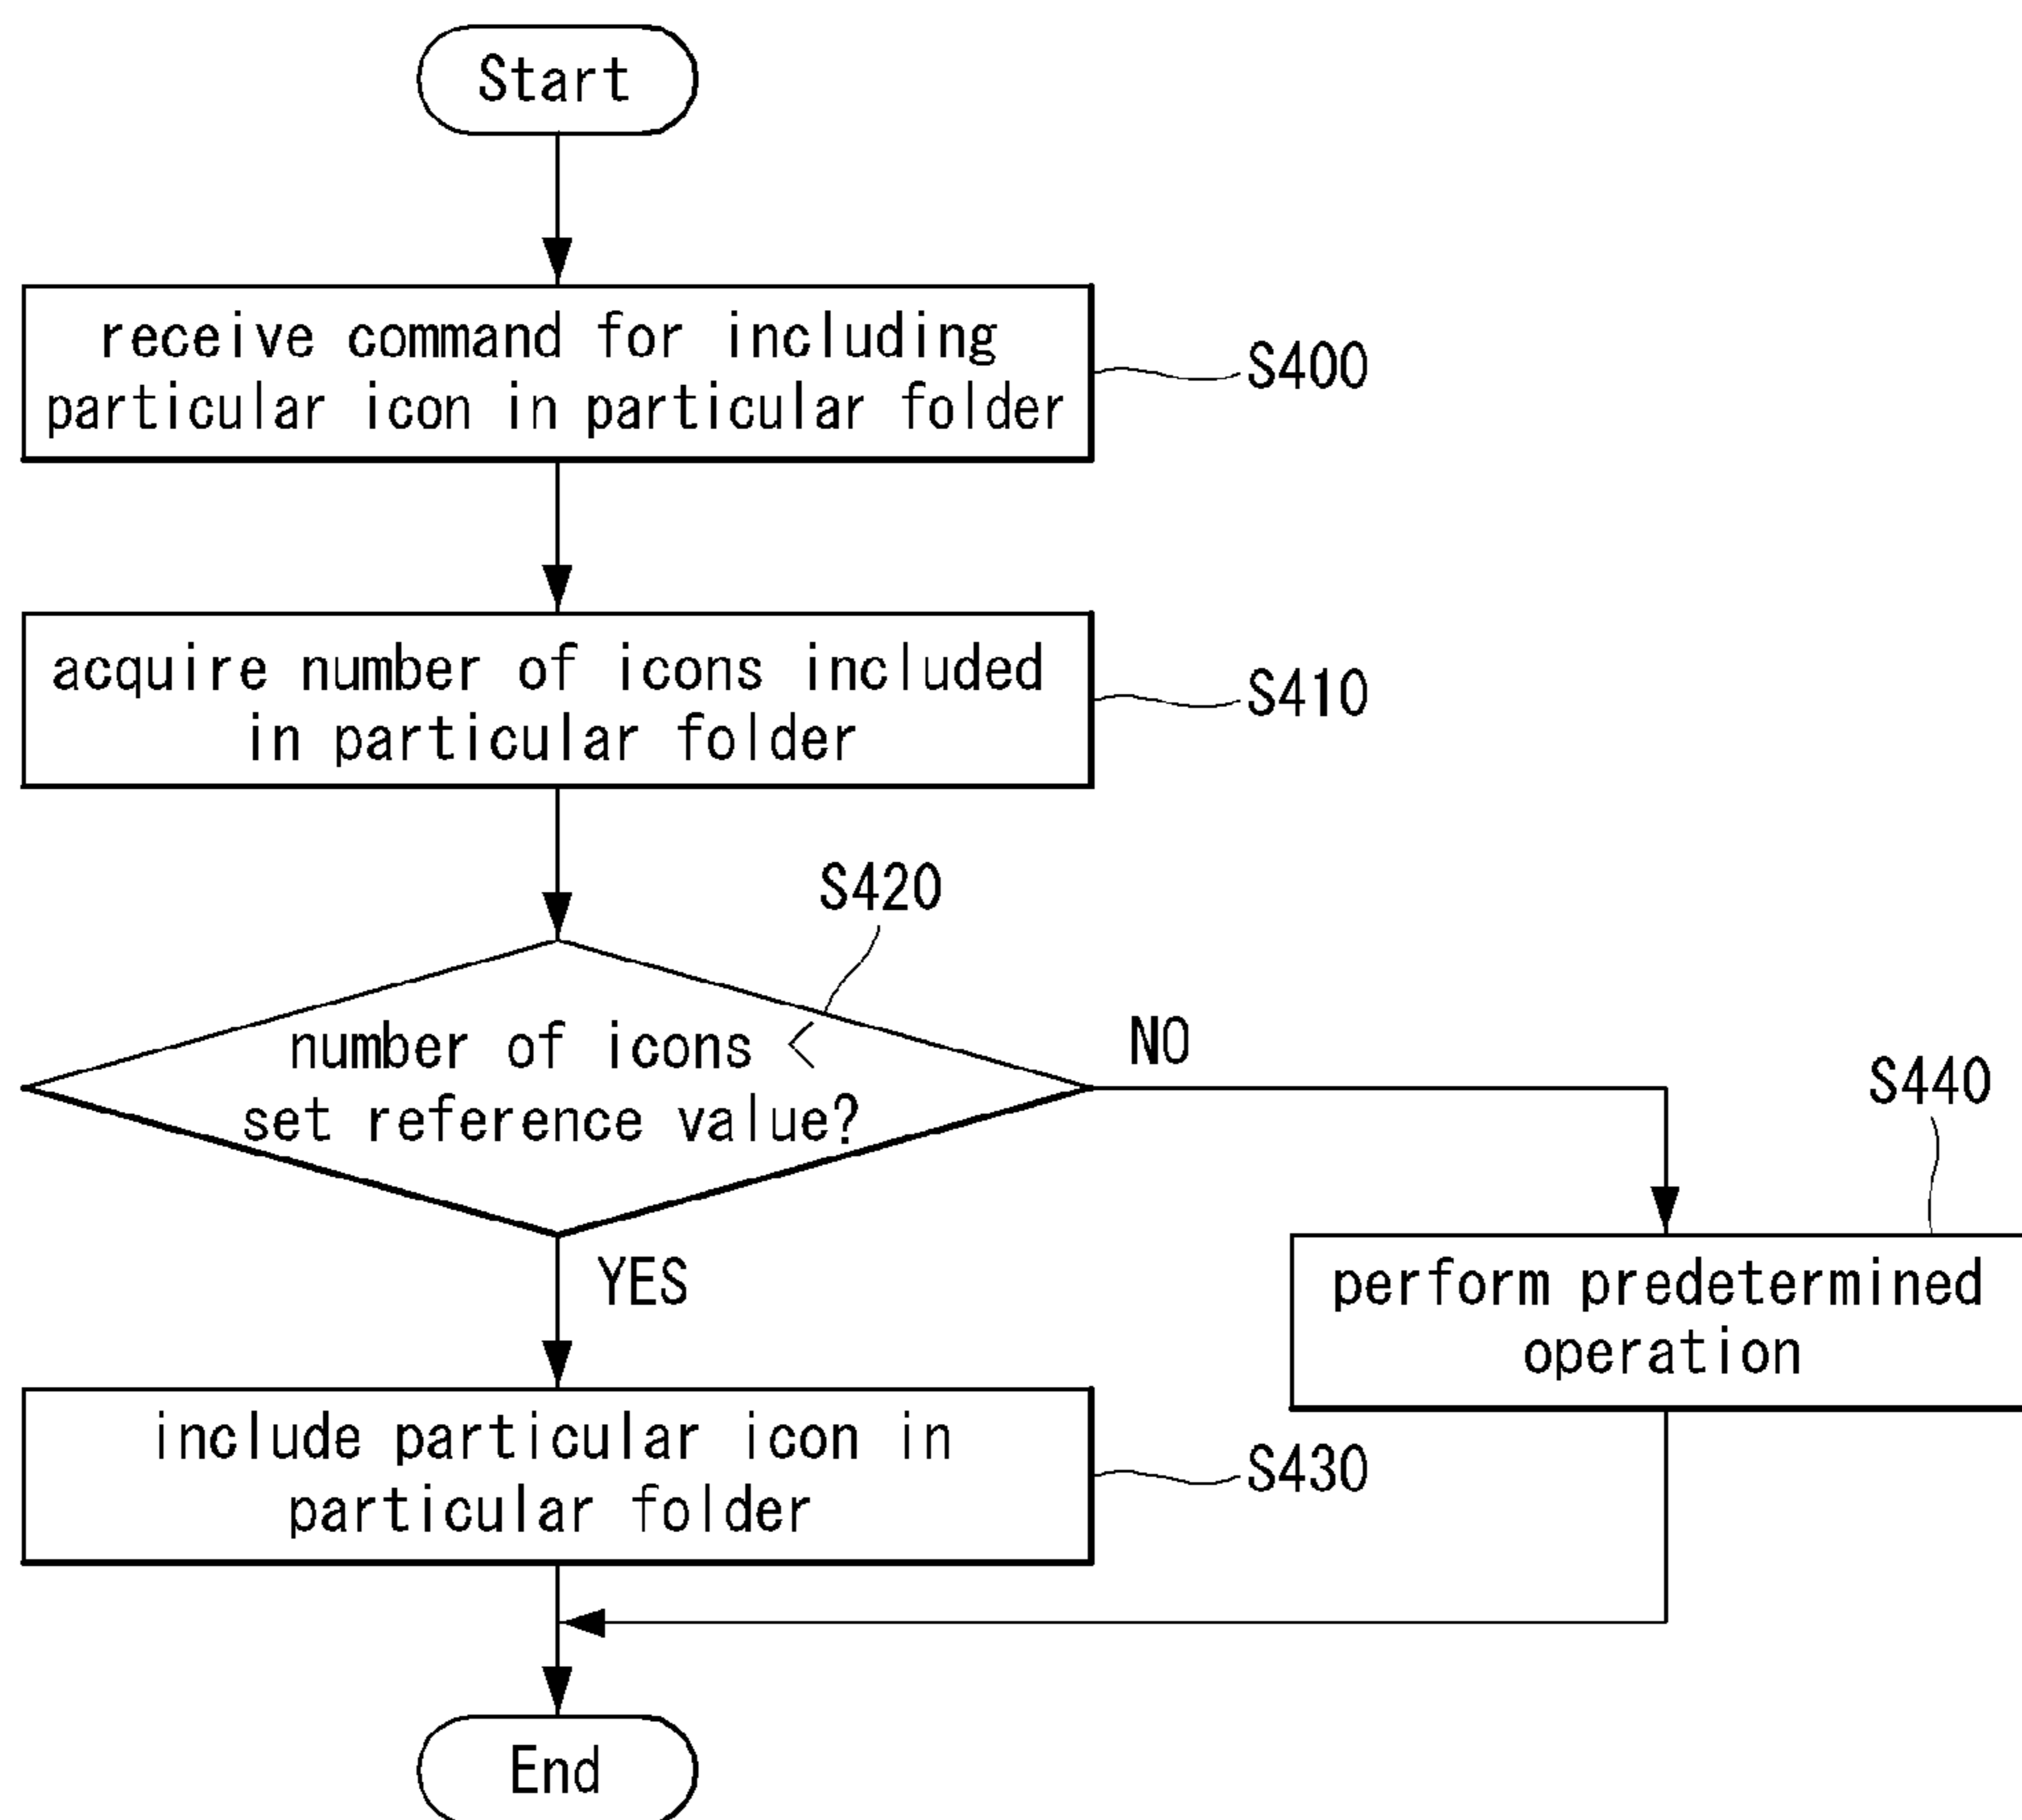 Start
receive command for including
particular icon in particular folder
S400
acquire number of icons included
in particular folder
S410
S420
number of icons <
set reference value?
NO
S440
YES
perform predetermined
operation
include particular icon in
particular folder
S430
End